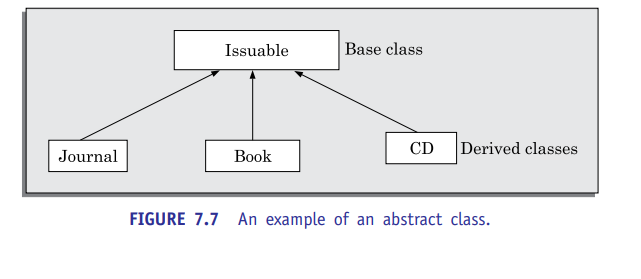 Issuable Base class
Journal Book CD Derived classes
FIGURE 7.7 An example of an abstract class.